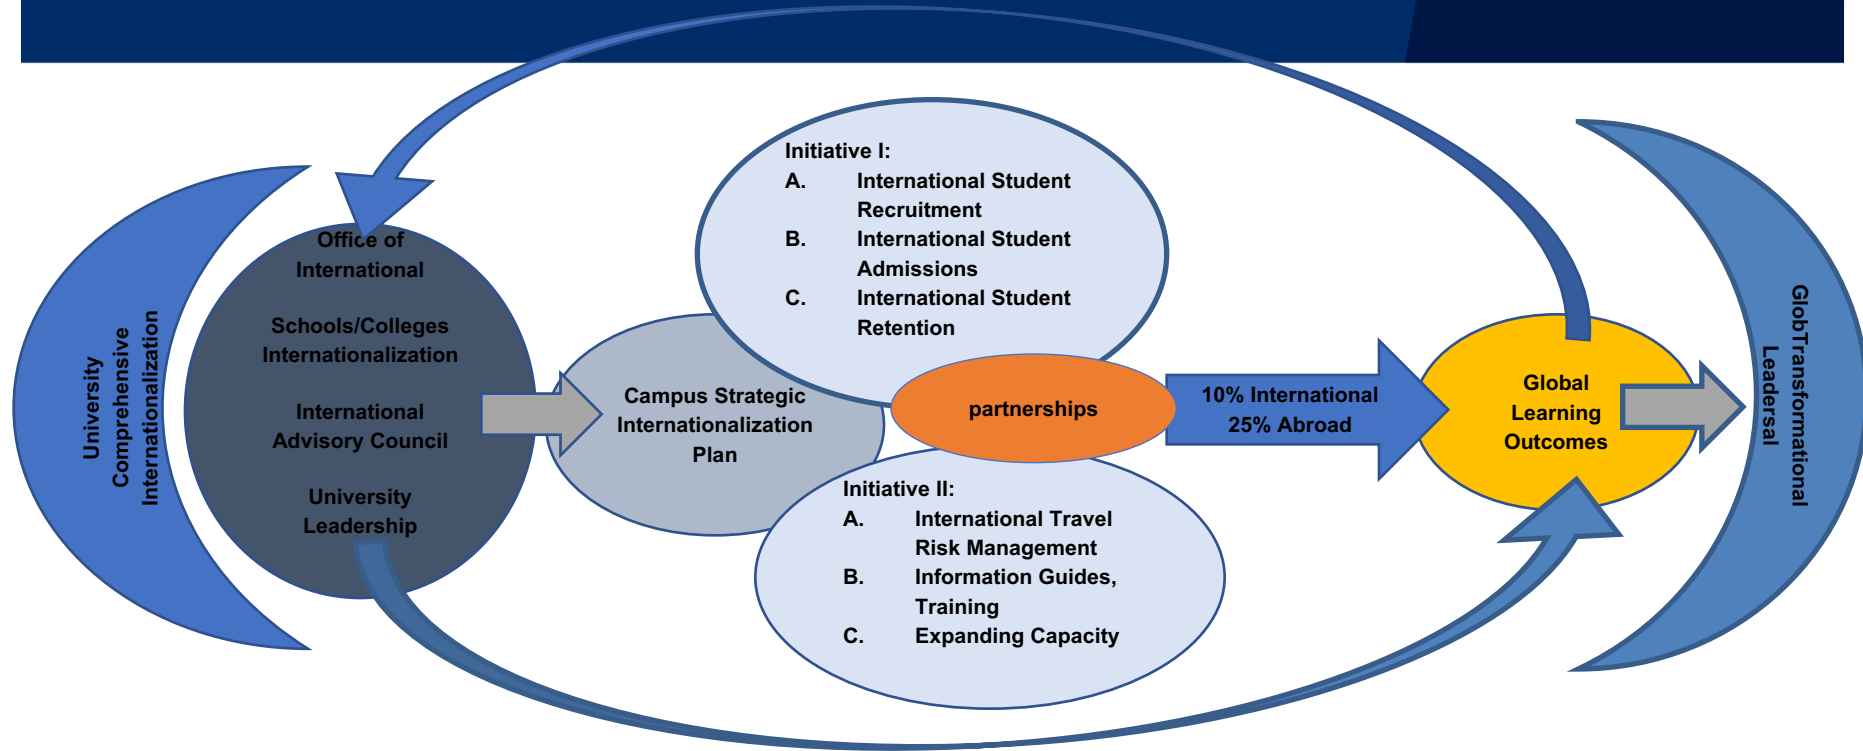 University
Comprehensive
Internationalization
Office of
International
Schools/Colleges
Internationalization
International
Advisory Council
University
Leadership
Campus Strategic
Internationalization
Plan
Initiative I:
A. International Student
Recruitment
B. International Student
Admissions
C. International Student
Retention
partnerships
Initiative II:
A. International Travel
Risk Management
B. Information Guides,
Training
C. Expanding Capacity
10% International
25% Abroad
Global
Learning
Outcomes
GlobTransformational
Leadersal